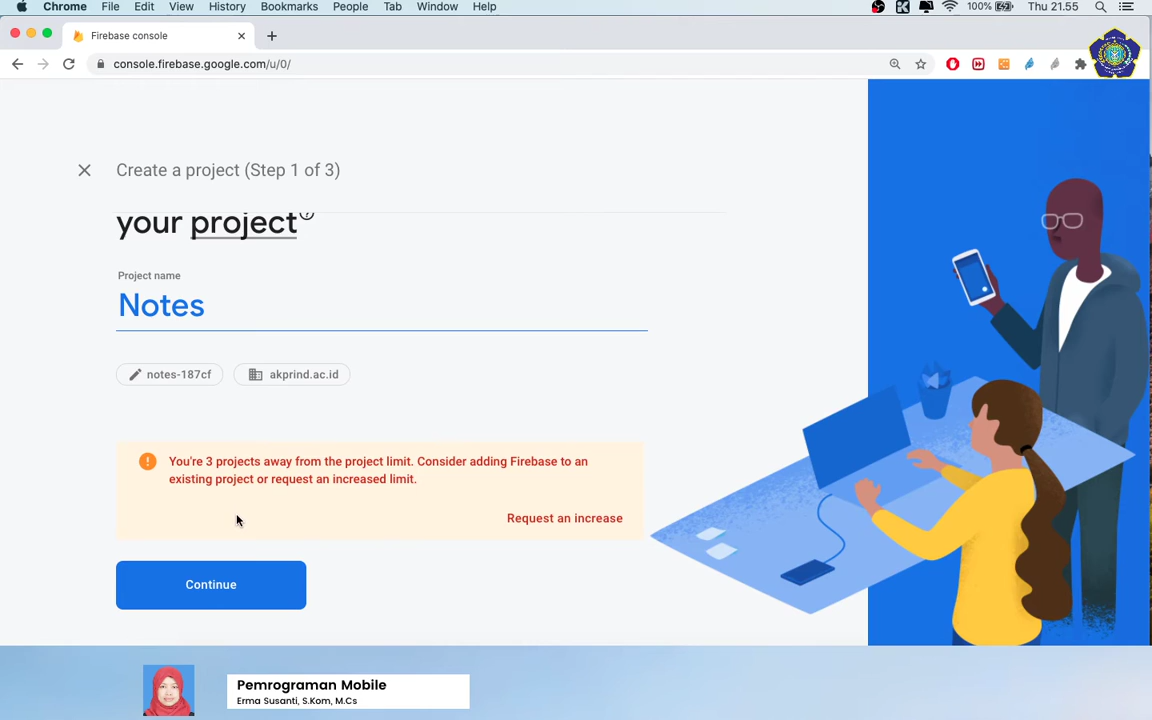 Chrome File Edit View History Bookmarks People Tab Window Help
100% Thu 21.55
Firebase console
console.firebase.google.com/u/0/
Create a project (Step 1 of 3)
your project
Project name
Notes
notes-187cf akprind.ac.id
You're 3 projects away from the project limit. Consider adding Firebase to an
existing project or request an increased limit.
Request an increase
Continue
Pemrograman Mobile
Erma Susanti, S.Kom, M.Cs